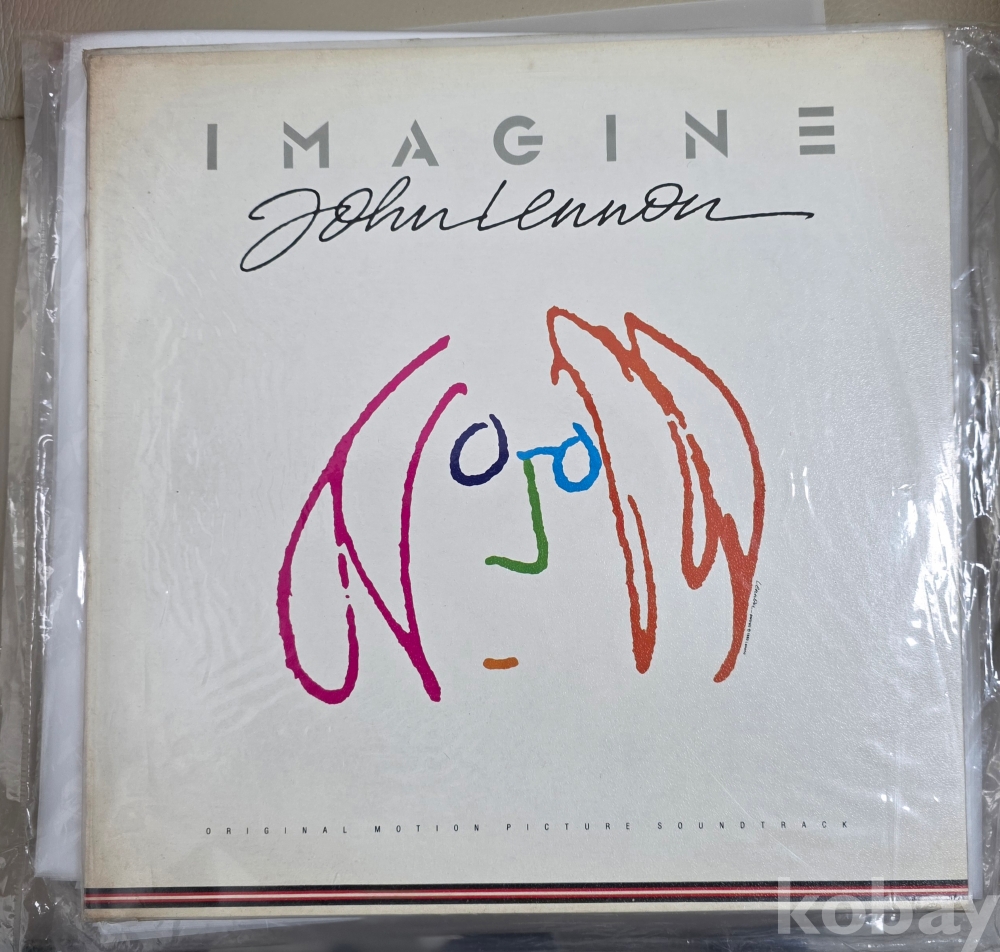 IMAGINE
John Lennon
ORIGINAL MOTION PICTURE SOUNDTRACK
kobay